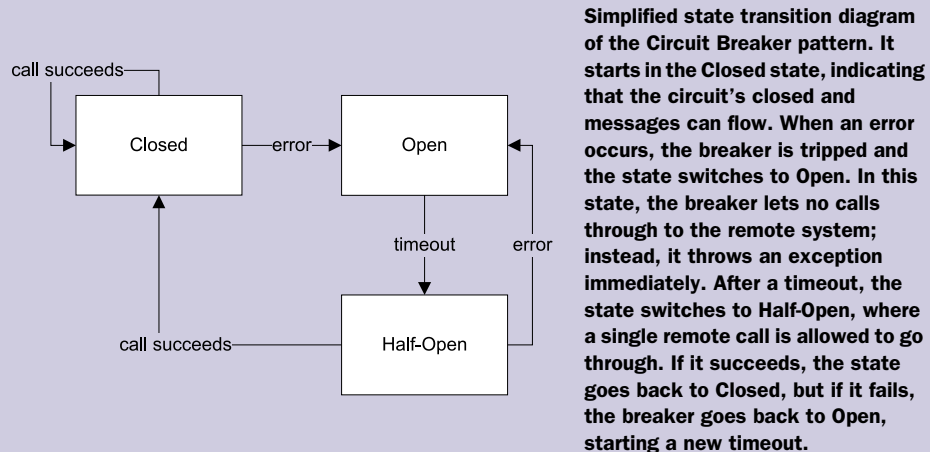 call succeeds
Closed
error
Open
timeout
error
call succeeds
Half-Open
Simplified state transition diagram
of the Circuit Breaker pattern. It
starts in the Closed state, indicating
that the circuit's closed and
messages can flow. When an error
occurs, the breaker is tripped and
the state switches to Open. In this
state, the breaker lets no calls
through to the remote system;
instead, it throws an exception
immediately. After a timeout, the
state switches to Half-Open, where
a single remote call is allowed to go
through. If it succeeds, the state
goes back to Closed, but if it fails,
the breaker goes back to Open,
starting a new timeout.